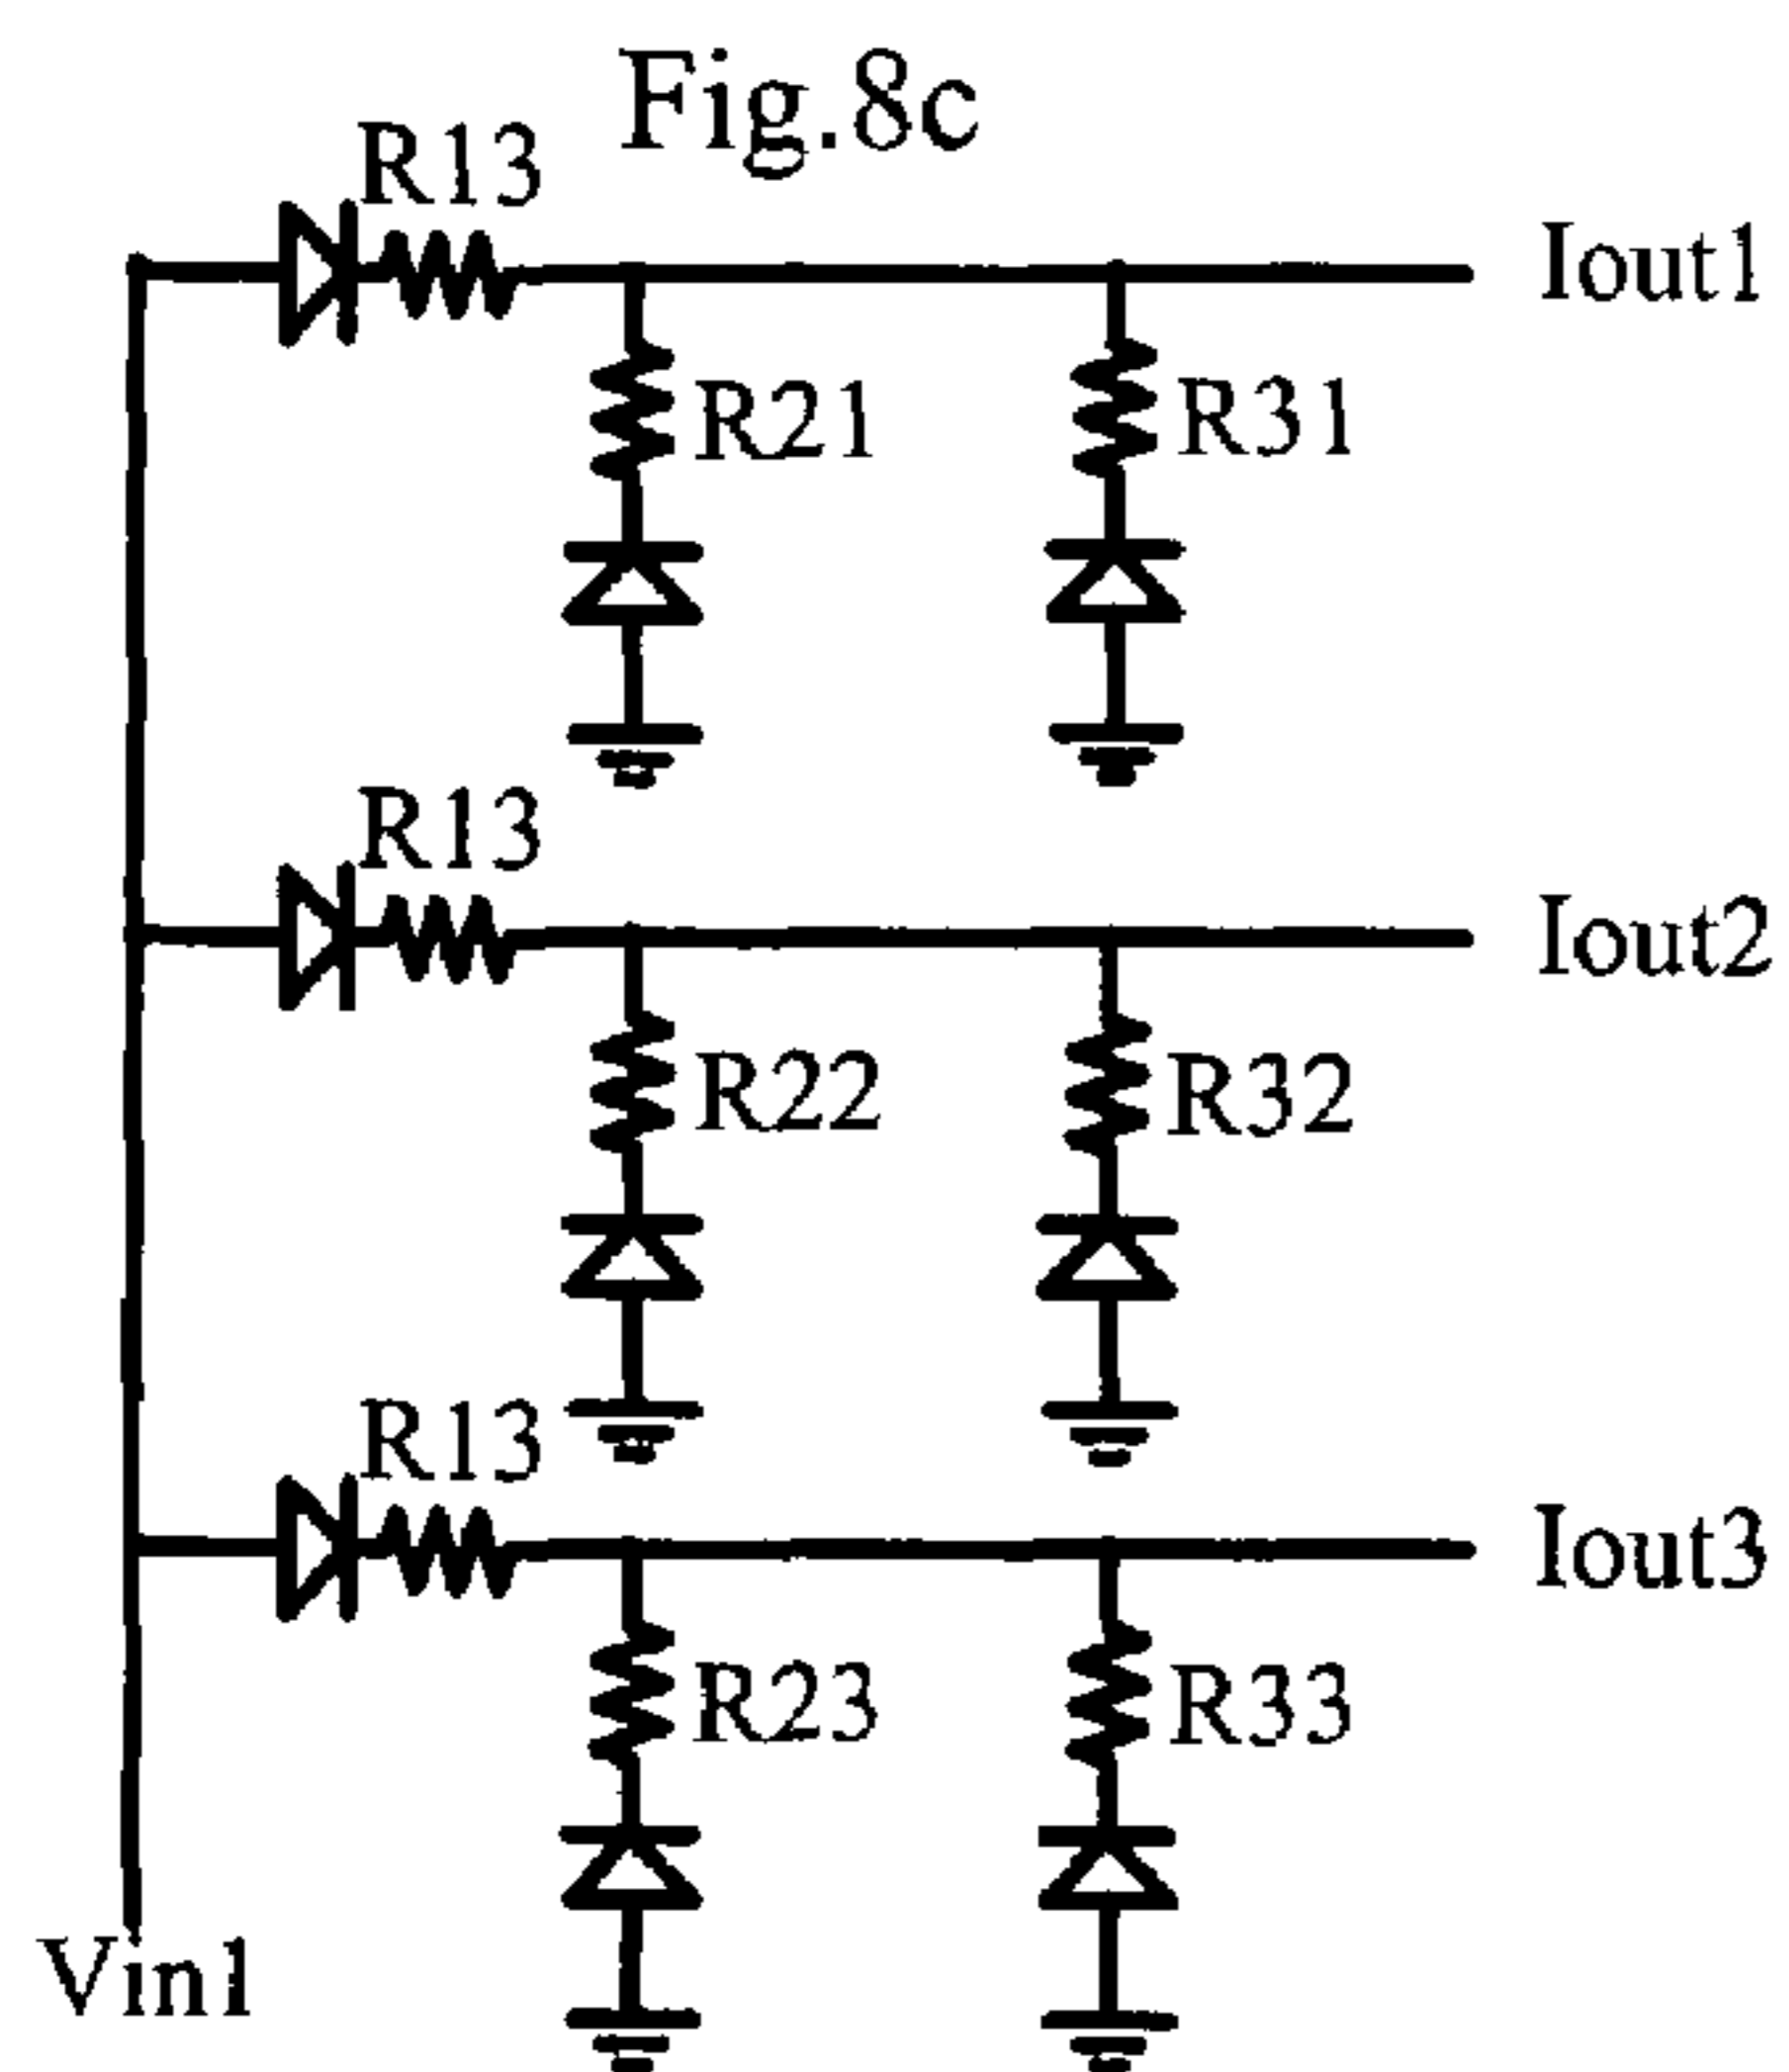 Fig.8c
R13
Iout1
R21
R31
R13
Iout2
R22
R32
R13
Iout3
R23
R33
Vin1